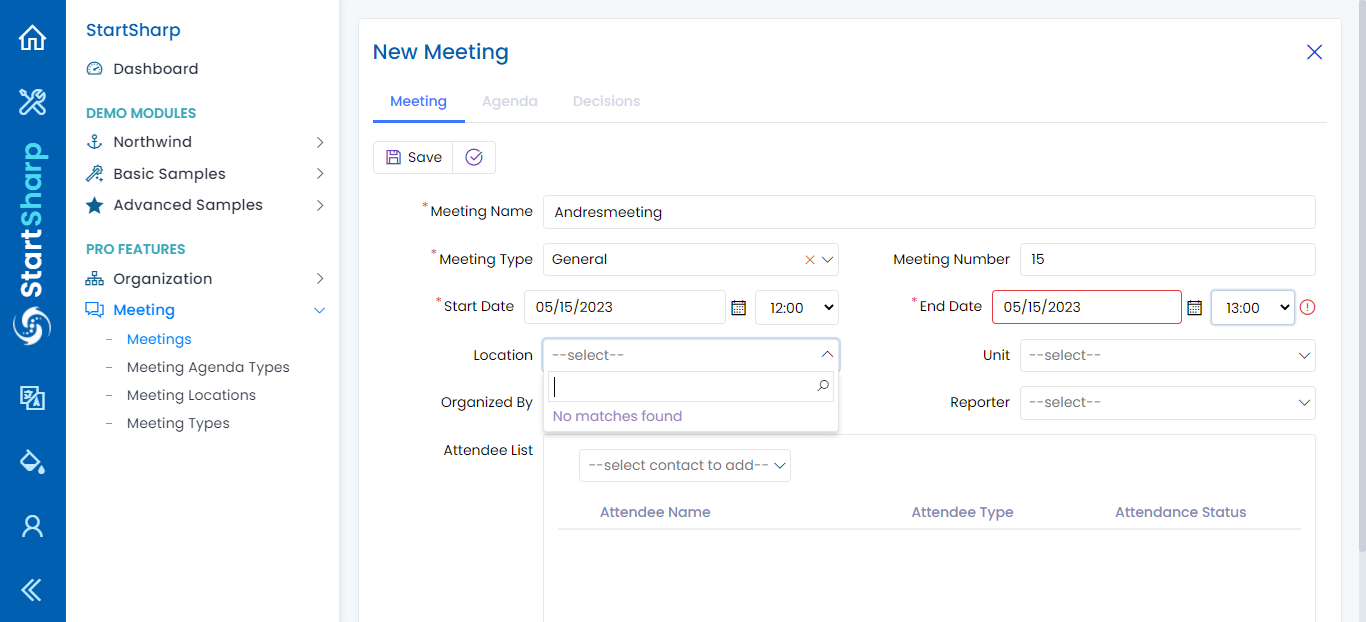 StartSharp
StartSharp
Dashboard
DEMO MODULES
Northwind
Basic Samples
Advanced Samples
PRO FEATURES
Organization
Meeting
Meetings
Meeting Agenda Types
Meeting Locations
Meeting Types
New Meeting
Meeting Agenda Decisions
Save
*Meeting Name Andresmeeting
*Meeting Type General Meeting Number 15
*Start Date 05/15/2023 12:00 *End Date 05/15/2023 13:00
Location --select-- Unit --select--
No matches found
Organized By Reporter --select--
Attendee List
--select contact to add--
Attendee Name Attendee Type Attendance Status